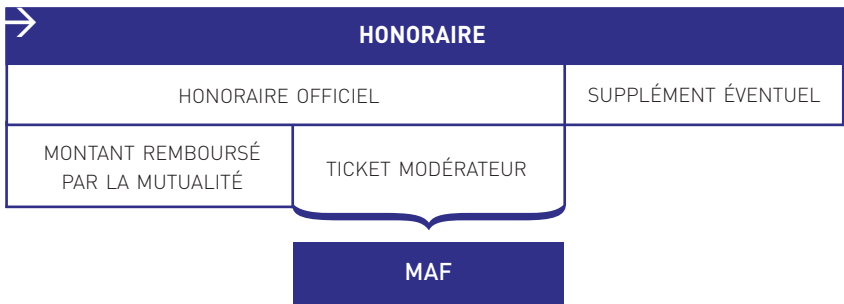 HONORAIRE
HONORAIRE OFFICIEL
SUPPLÉMENT ÉVENTUEL
MONTANT REMBOURSÉ
PAR LA MUTUALITÉ
TICKET MODÉRATEUR
MAF